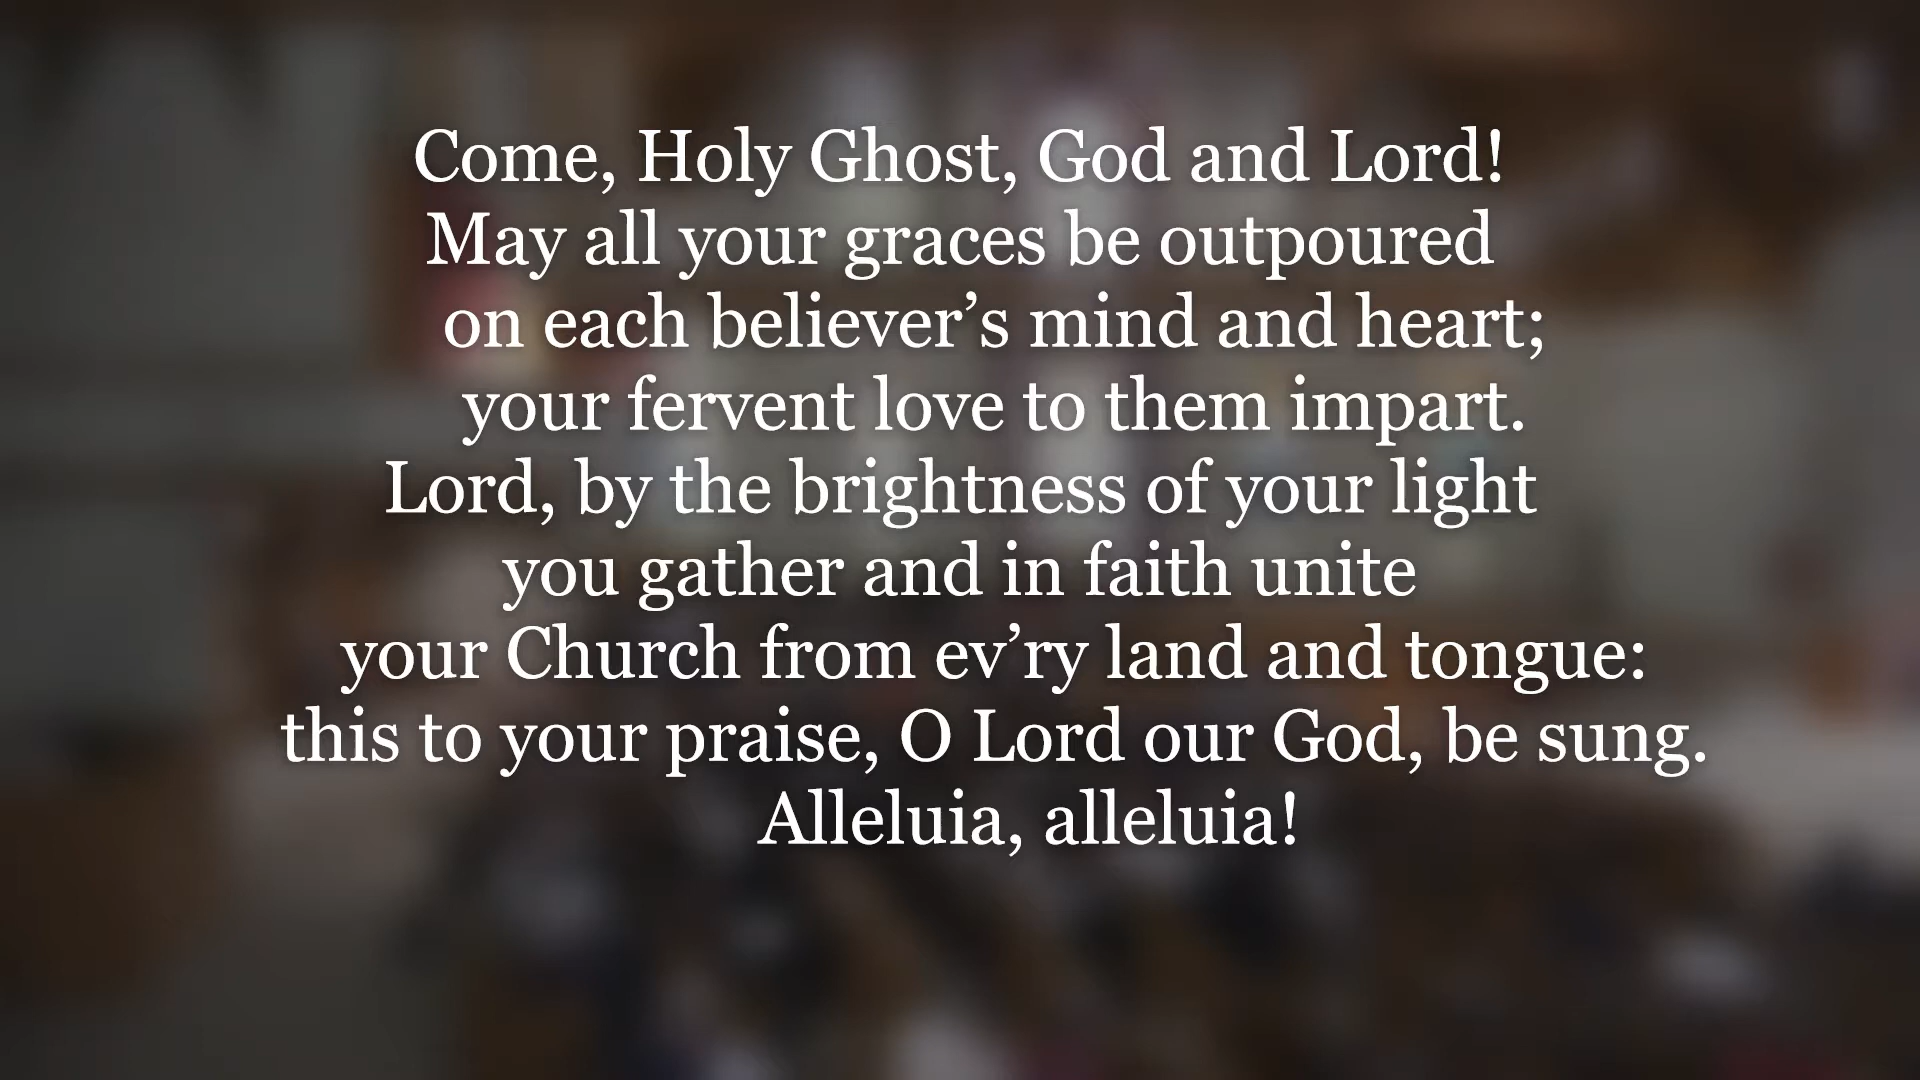 Come, Holy Ghost, God and Lord!
May all your graces be outpoured
on each believer’s mind and heart;
your fervent love to them impart.
Lord, by the brightness of your light
you gather and in faith unite
your Church from ev’ry land and tongue:
this to your praise, O Lord our God, be sung.
Alleluia, alleluia!